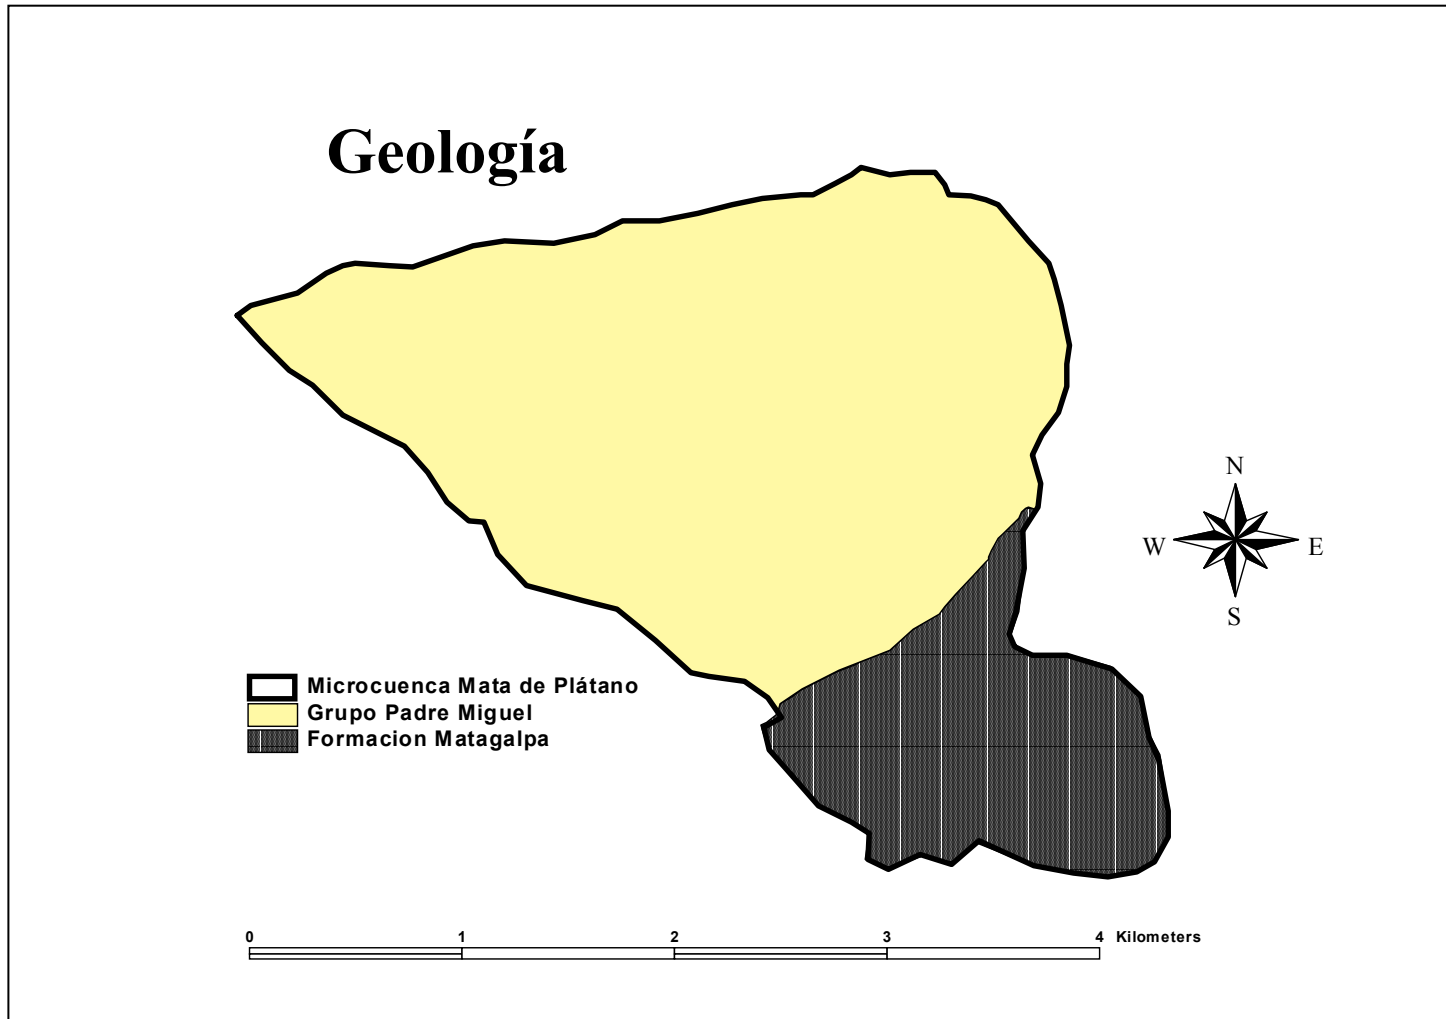 Geología
N
W E
S
Microcuenca Mata de Plátano
Grupo Padre Miguel
Formacion Matagalpa
0 1 2 3 4 Kilometers